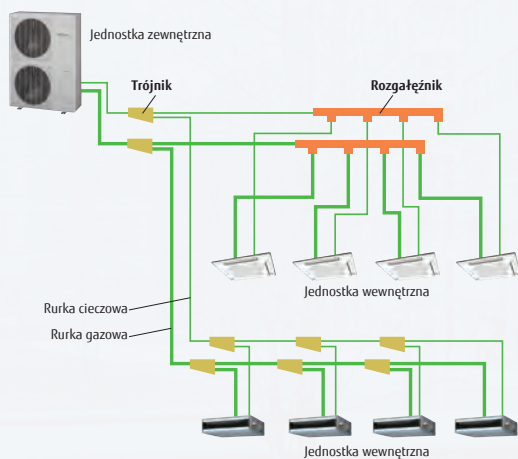 Jednostka zewnętrzna
Trójnik
Rozgałęźnik
Jednostka wewnętrzna
Rurka cieczowa
Rurka gazowa
Jednostka wewnętrzna